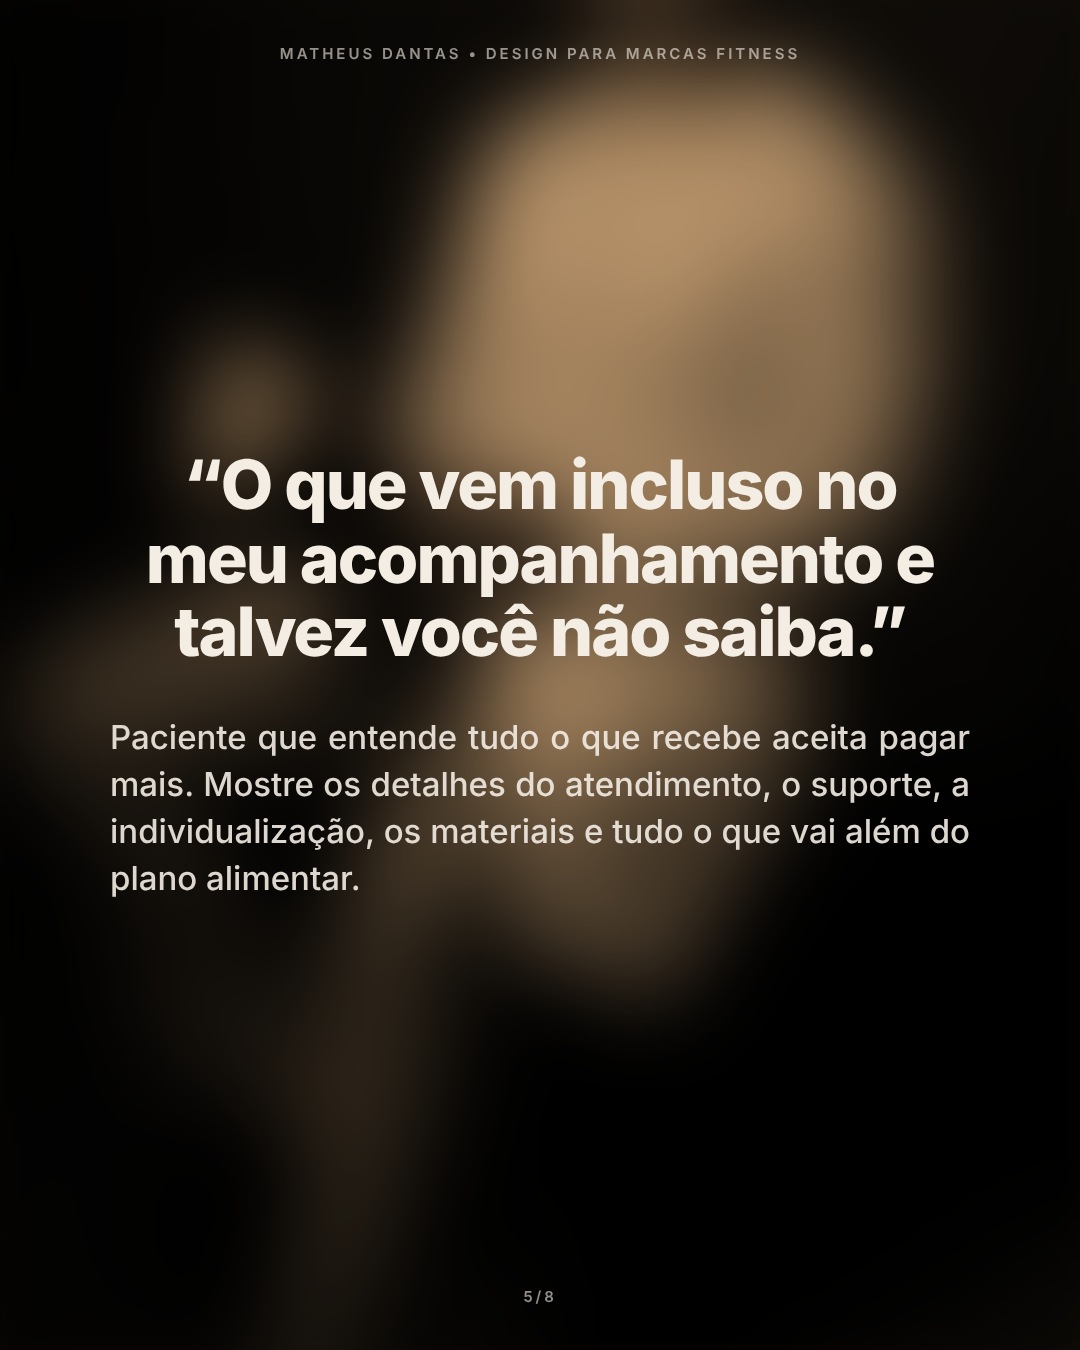 MATHEUS DANTAS • DESIGN PARA MARCAS FITNESS
“O que vem incluso no
meu acompanhamento e
talvez você não saiba.”
Paciente que entende tudo o que recebe aceita pagar
mais. Mostre os detalhes do atendimento, o suporte, a
individualização, os materiais e tudo o que vai além do
plano alimentar.
5/8